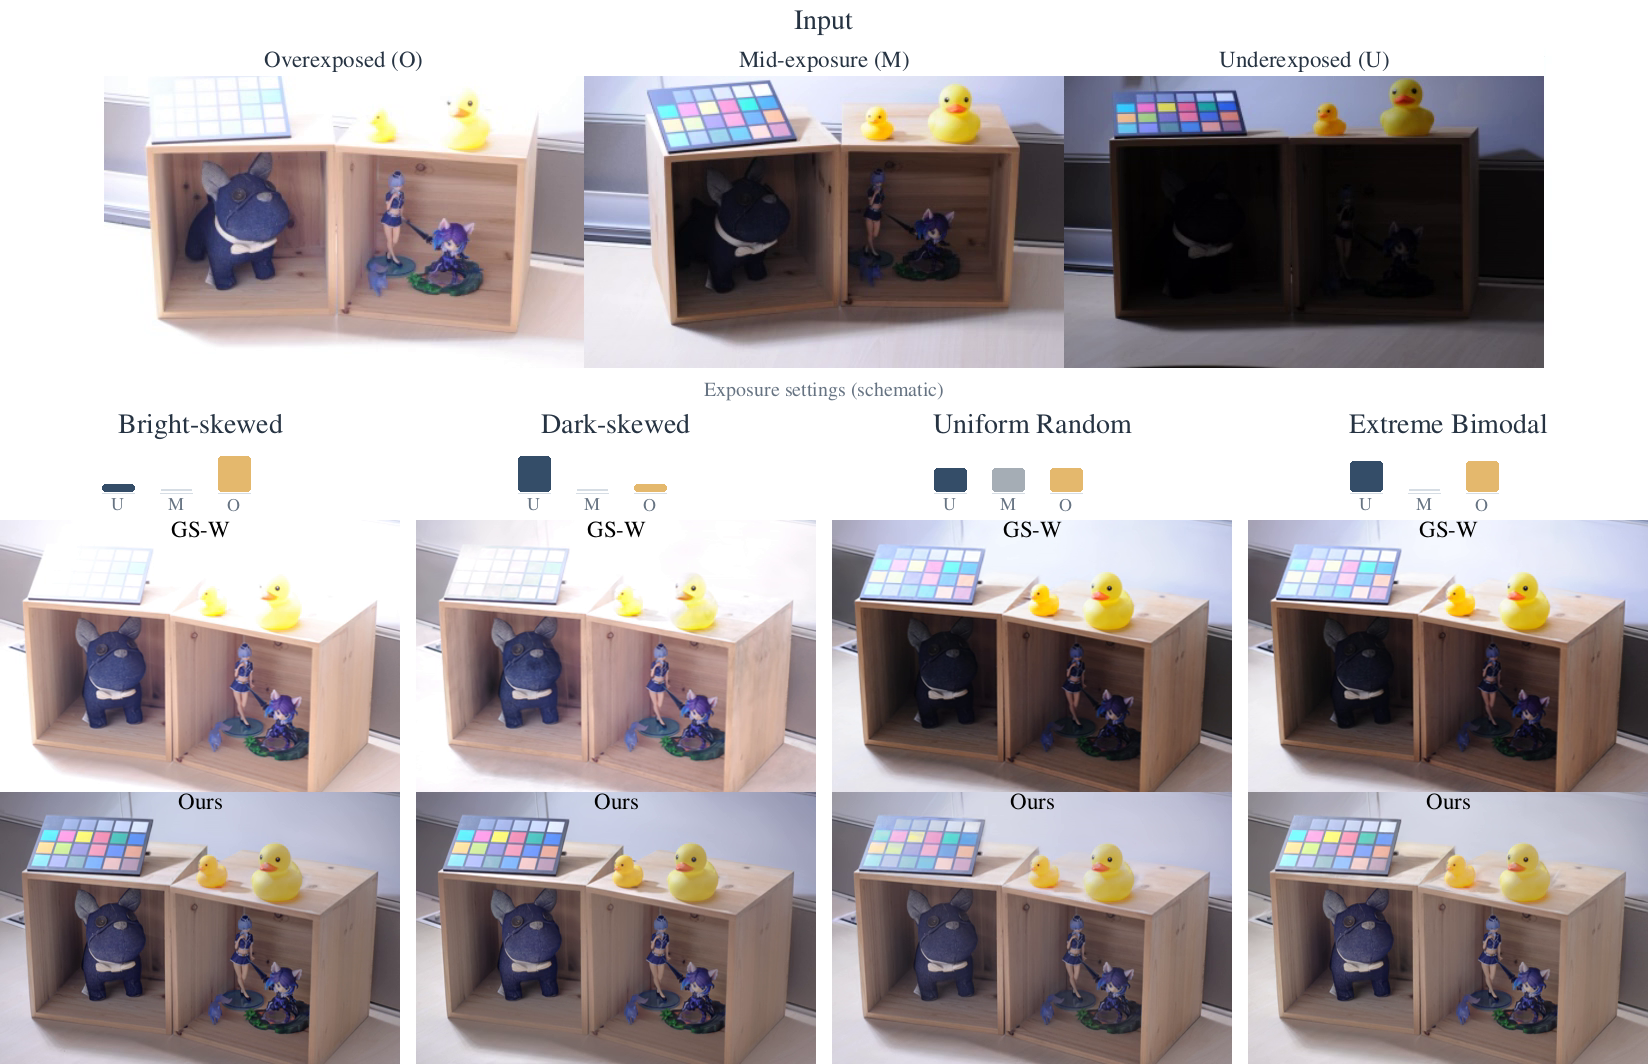 Input
Overexposed (O)
Mid-exposure (M)
Underexposed (U)
Exposure settings (schematic)
Bright-skewed
Dark-skewed
Uniform Random
Extreme Bimodal
U M O
U M O
U M O
U M O
GS-W
GS-W
GS-W
GS-W
Ours
Ours
Ours
Ours